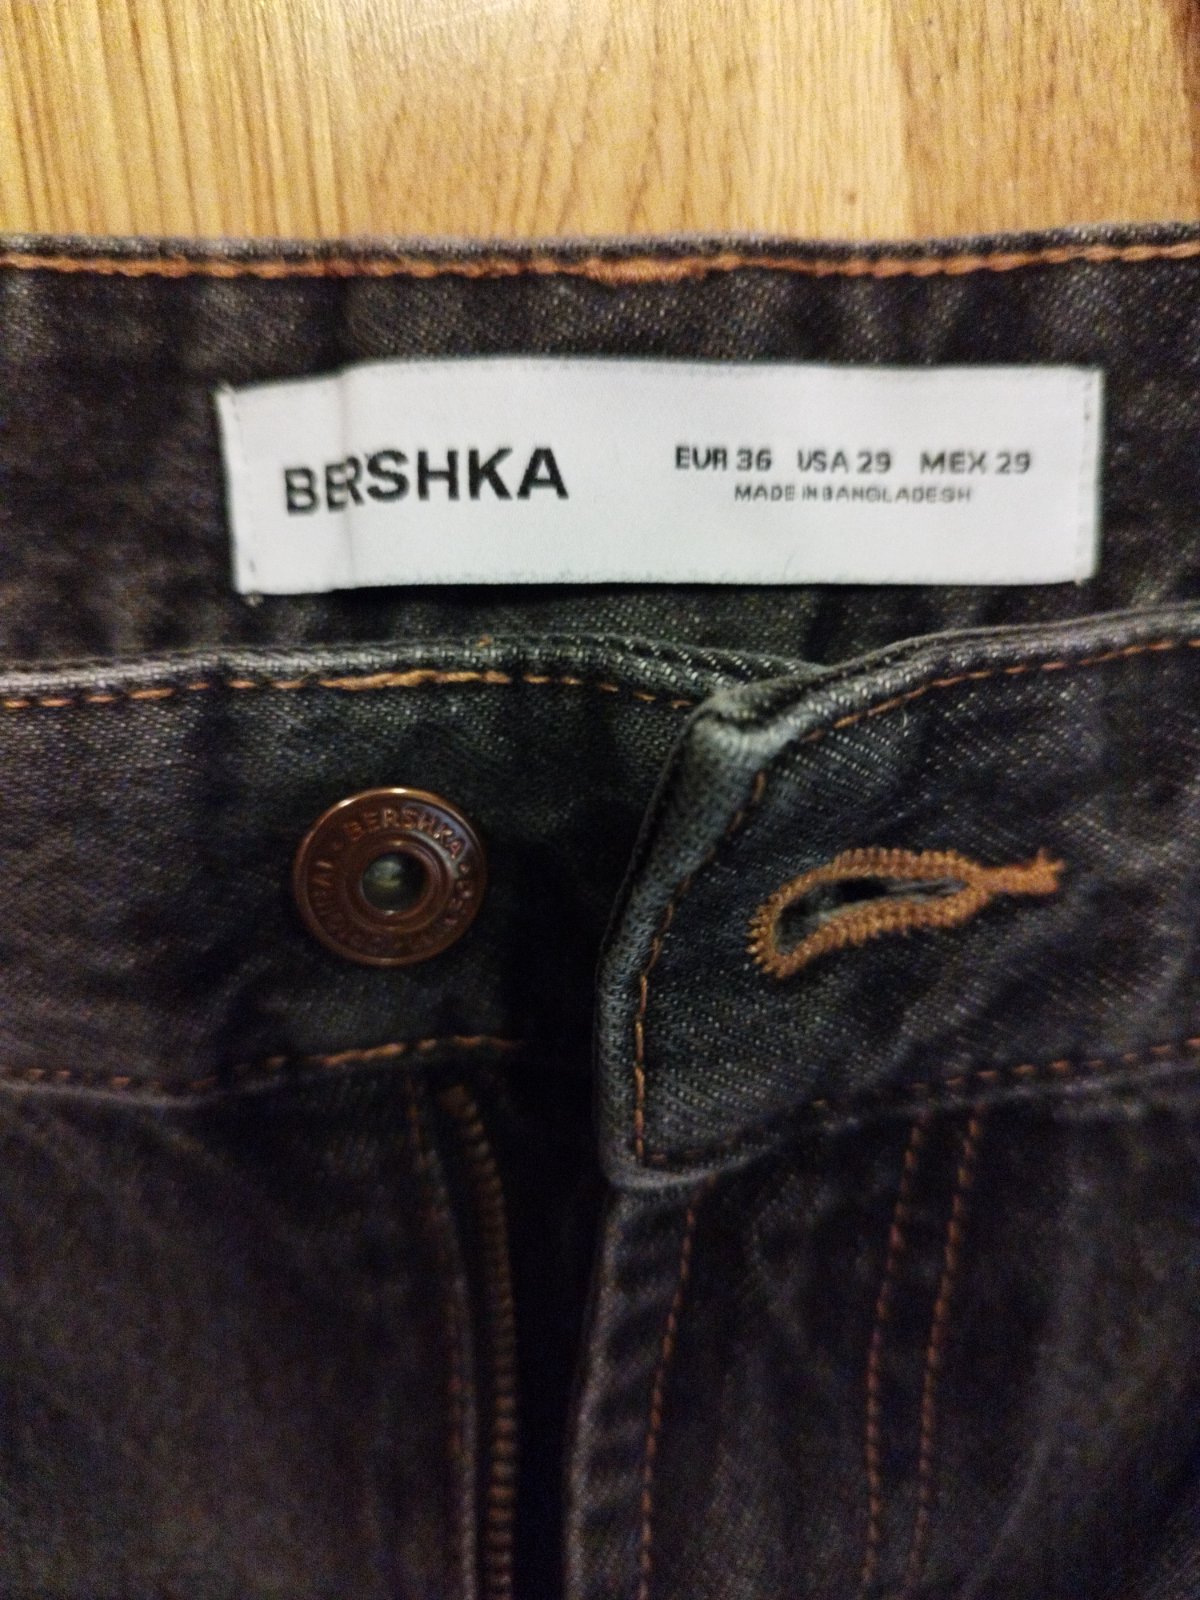 BERSHKA
EUR 36 USA 29 MEX 29
MADE IN BANGLADESH
BERSHKA